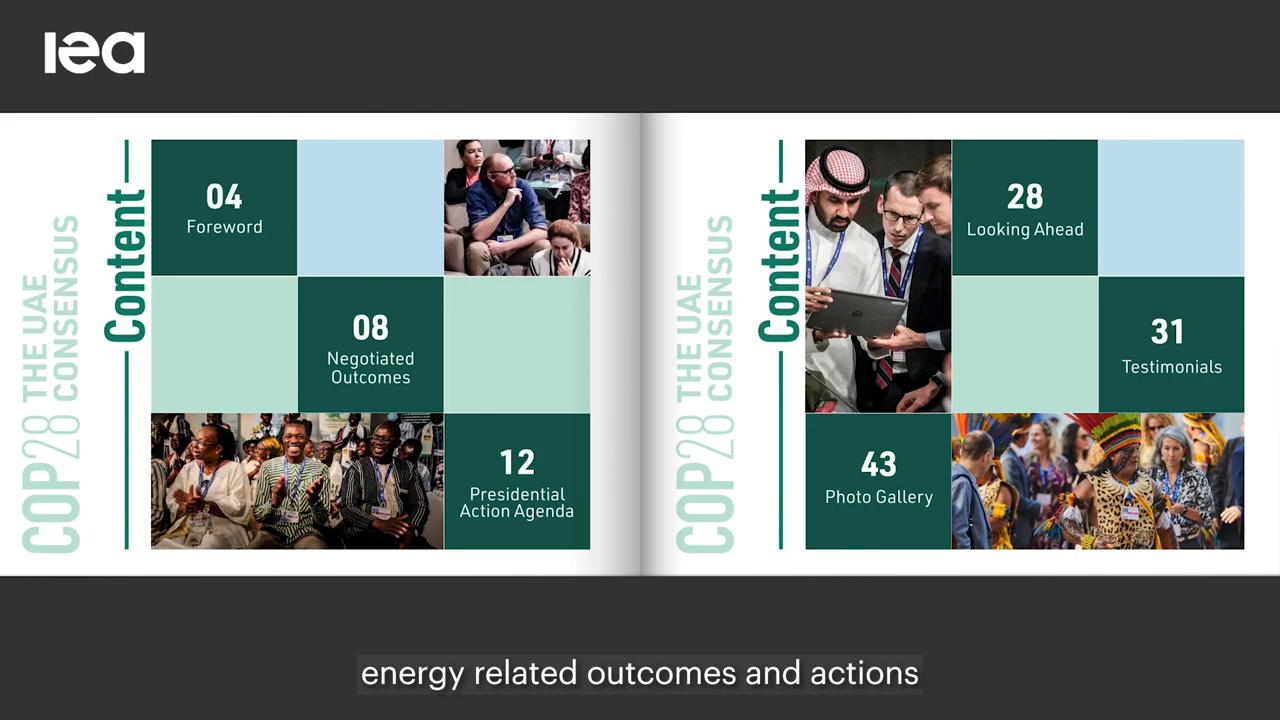 iea
COP28 THE UAE
CONSENSUS
Content
04
Foreword
08
Negotiated
Outcomes
12
Presidential
Action Agenda
COP28 THE UAE
CONSENSUS
Content
28
Looking Ahead
31
Testimonials
43
Photo Gallery
energy related outcomes and actions